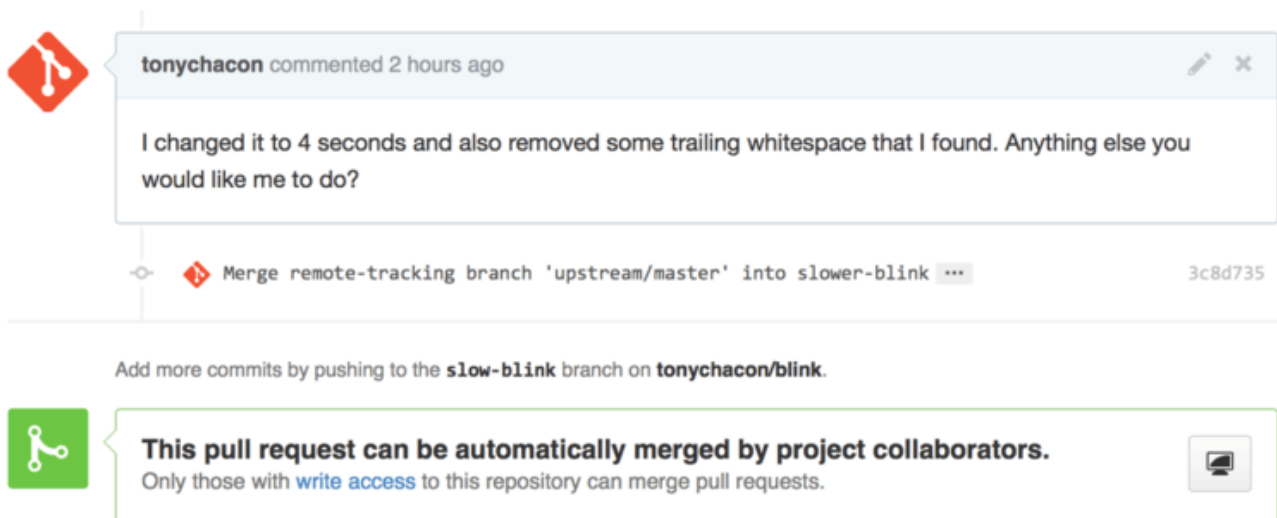 tonychacon commented 2 hours ago
I changed it to 4 seconds and also removed some trailing whitespace that I found. Anything else you
would like me to do?
Merge remote-tracking branch 'upstream/master' into slower-blink ···
3c8d735
Add more commits by pushing to the slow-blink branch on tonychacon/blink.
This pull request can be automatically merged by project collaborators.
Only those with write access to this repository can merge pull requests.